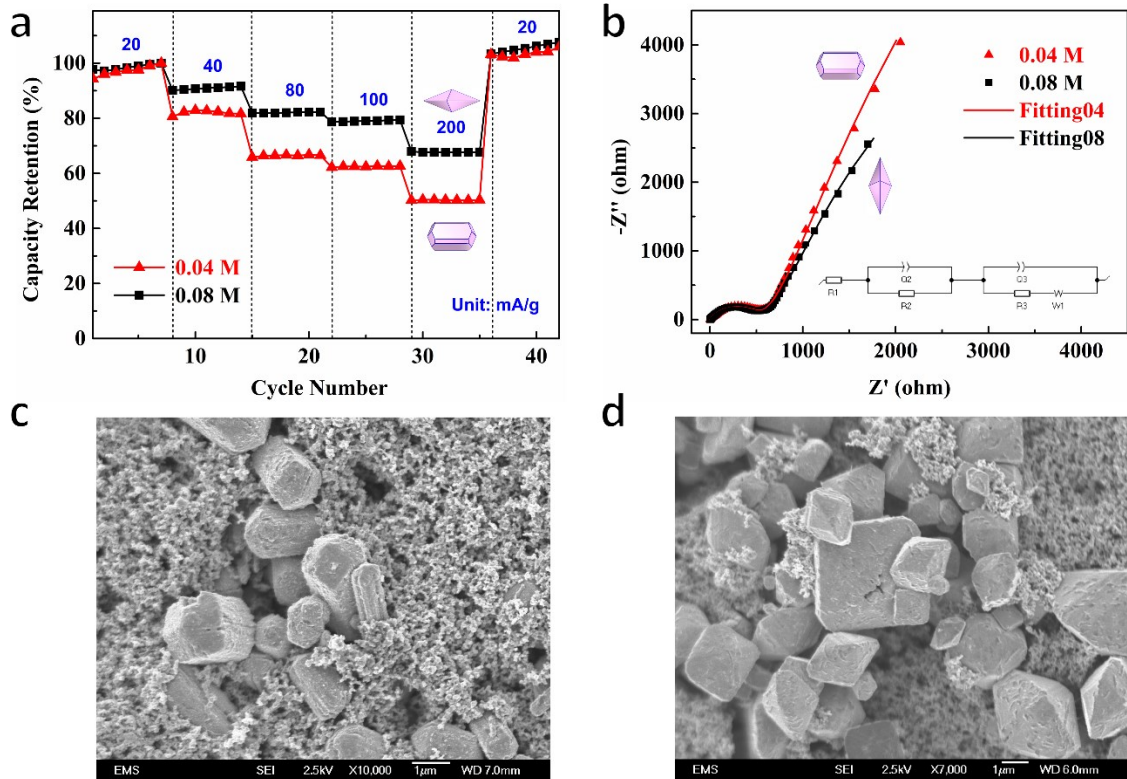 a
20
40
80
100
200
20
100
80
60
40
20
0
Capacity Retention (%)
0.04 M
0.08 M
Unit: mA/g
10
20
30
40
Cycle Number
b
4000
3000
2000
1000
0
-Z'' (ohm)
0.04 M
0.08 M
Fitting04
Fitting08
R1
Q2
R2
Q3
R3
W
W1
0
1000
2000
3000
4000
Z' (ohm)
c
EMS SEI 2.5kV X10,000 1μm WD 7.0mm
d
EMS SEI 2.5kV X7,000 1μm WD 6.0mm